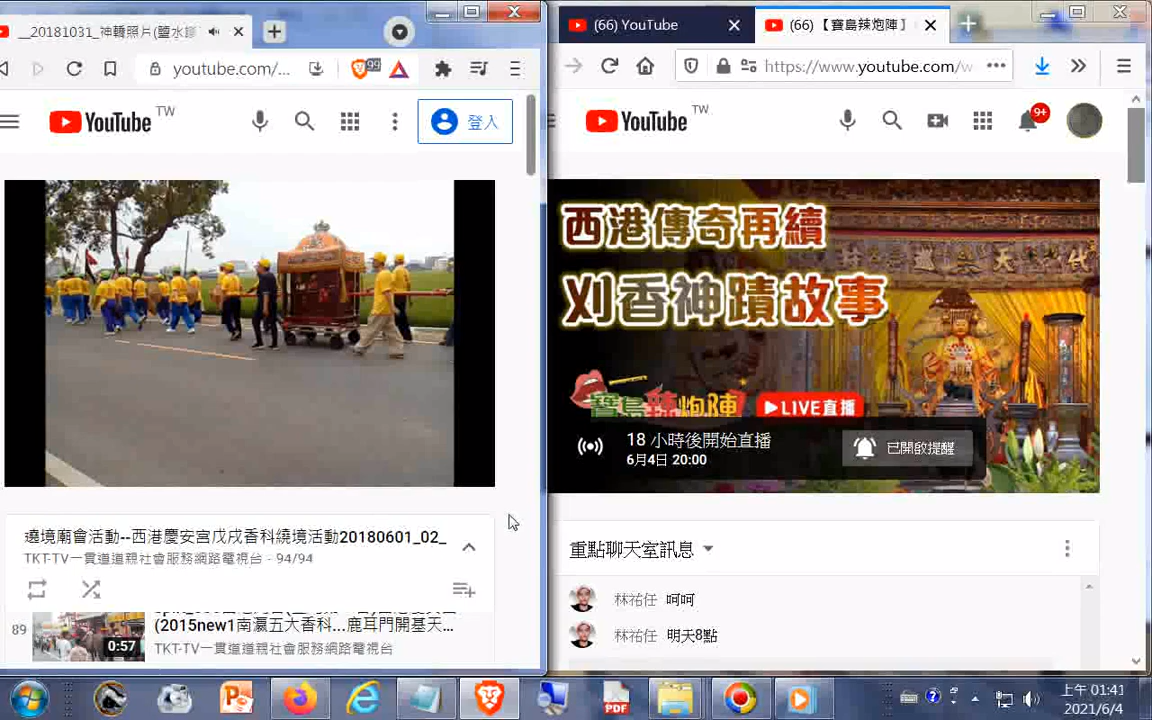 __20181031_神轎照片(鹽水
youtube.com/...
99
YouTube TW
登入
遶境廟會活動--西港慶安宮戊戌香科繞境活動20180601_02_
TKT-TV一貫道道親社會服務網路電視台 - 94/94
89
0:57
(2015new1南瀛五大香科...鹿耳門開基天...
TKT-TV一貫道道親社會服務網路電視台
(66) YouTube
(66) 【寶島辣炮陣】
https://www.youtube.com/w
YouTube TW
9+
西港傳奇再續
刈香神蹟故事
寶島辣炮陣
LIVE直播
18 小時後開始直播
6月4日 20:00
已開啟提醒
重點聊天室訊息
林祐任 呵呵
林祐任 明天8點
PDF
上午 01:41
2021/6/4